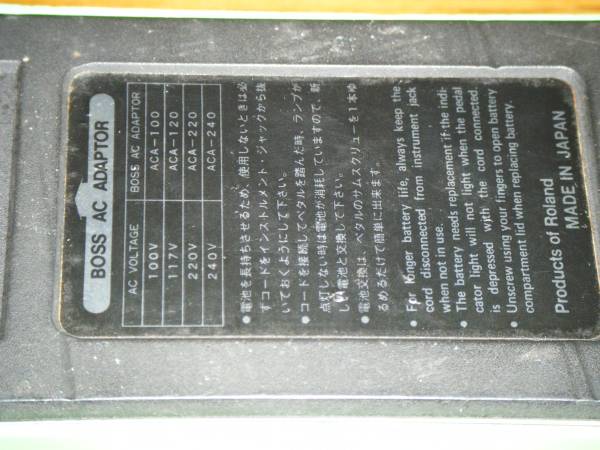 BOSS AC ADAPTOR
AC VOLTAGE BOSS AC ADAPTOR
100V ACA-100
117V ACA-120
220V ACA-220
240V ACA-240
●電池を長持ちさせるため、使用しないときは必
ずコードをインストルメント・ジャックから抜
いておくようにして下さい。
●コードを接続してペダルを踏んだ時、ランプが
点灯しない時は電池が消耗していますので、新
しい電池と交換して下さい。
●電池交換は、ペダルのサムスクリューを1本ゆ
るめるだけで簡単に出来ます。
● For longer battery life, always keep the
cord disconnected from instrument jack
when not in use.
● The battery needs replacement if the indi-
cator light will not light when the pedal
is depressed with the cord connected.
● Unscrew using your fingers to open battery
compartment lid when replacing battery.
Products of Roland
MADE IN JAPAN